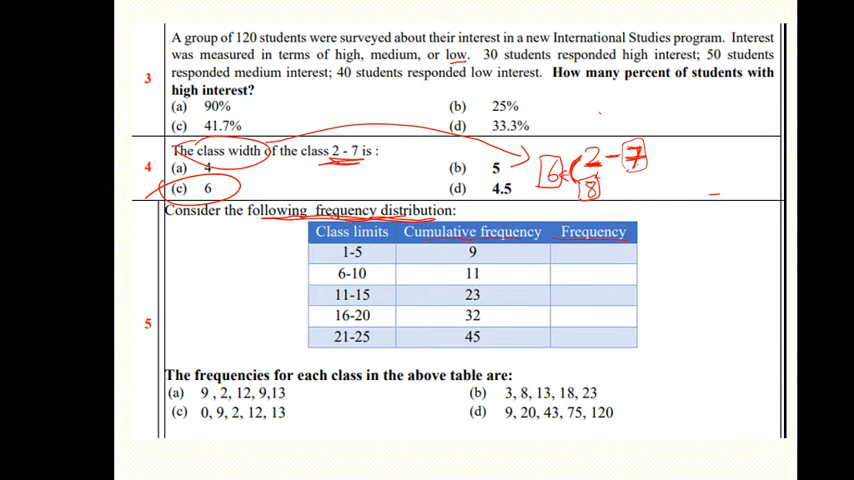 A group of 120 students were surveyed about their interest in a new International Studies program. Interest
was measured in terms of high, medium, or low. 30 students responded high interest; 50 students
responded medium interest; 40 students responded low interest. How many percent of students with
3
high interest?
(a) 90% (b) 25%
(c) 41.7% (d) 33.3%
4 The class width of the class 2 - 7 is :
(a) 4 (b) 5
(c) 6 (d) 4.5
6 2 - 7
8
Consider the following frequency distribution:
Class limits Cumulative frequency Frequency
1-5 9
6-10 11
11-15 23
16-20 32
5
21-25 45
The frequencies for each class in the above table are:
(a) 9 , 2, 12, 9,13 (b) 3, 8, 13, 18, 23
(c) 0, 9, 2, 12, 13 (d) 9, 20, 43, 75, 120